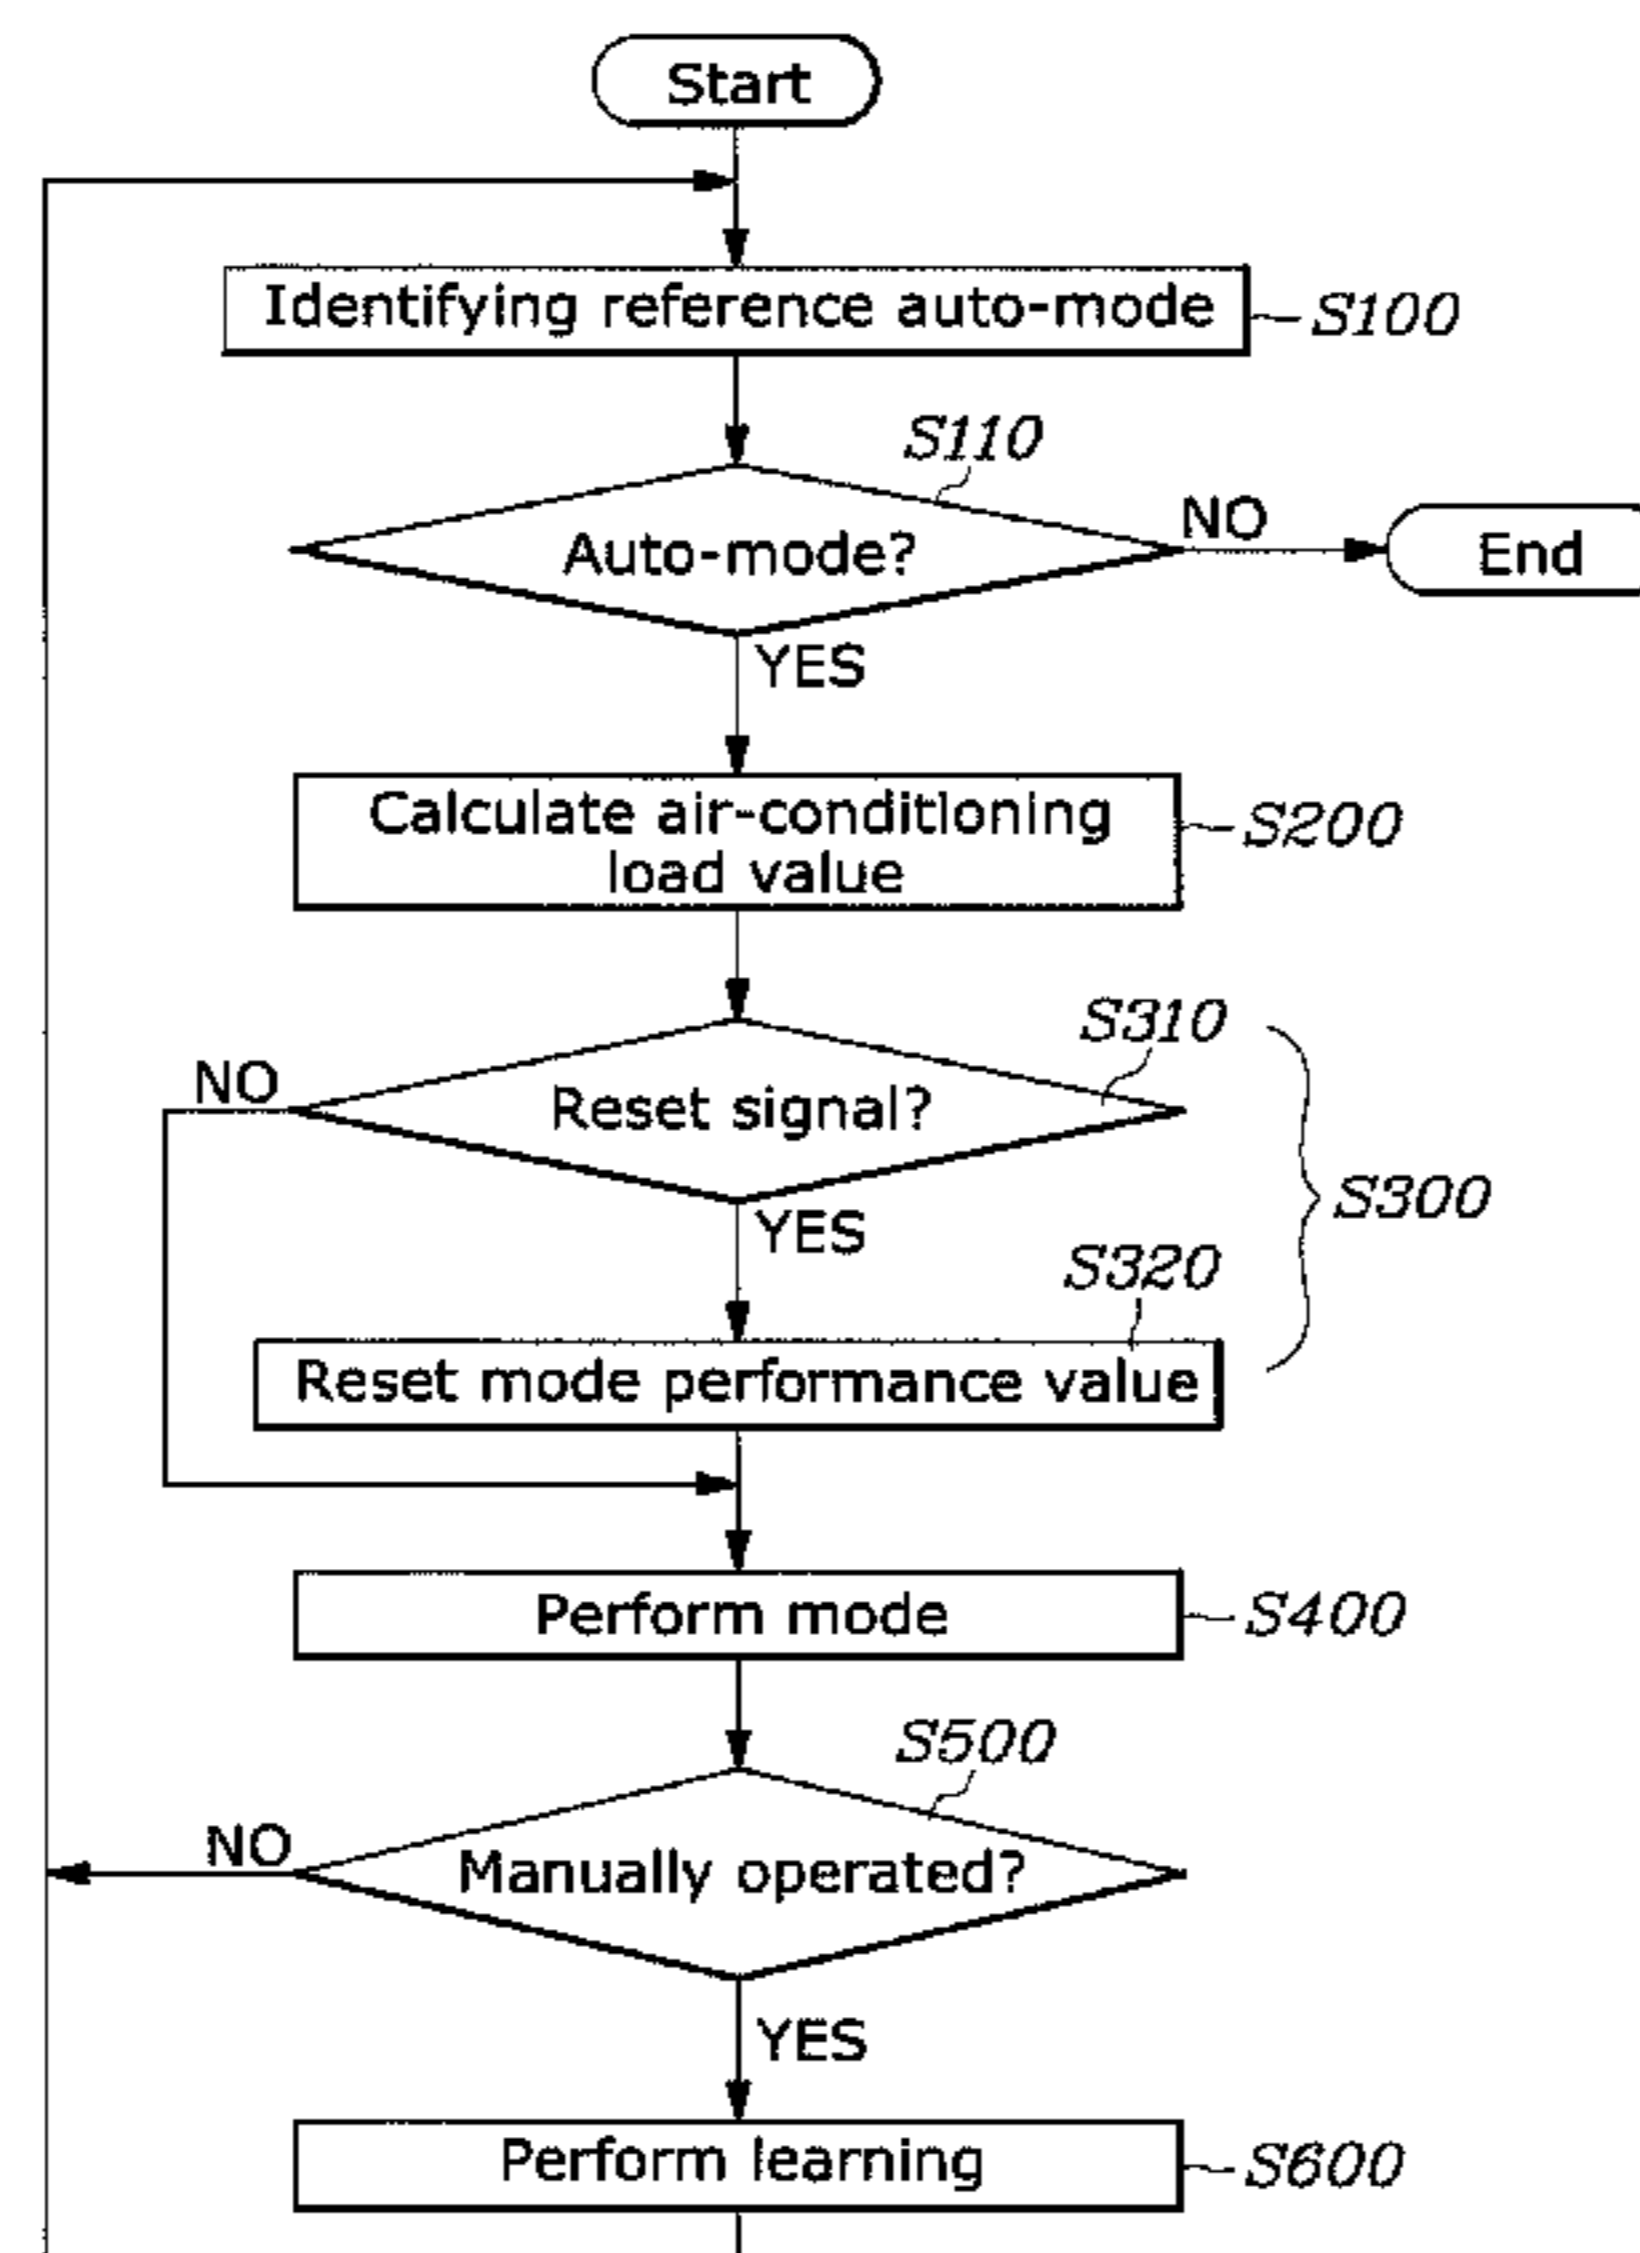 Start
Identifying reference auto-mode
S100
S110
Auto-mode?
NO
End
YES
Calculate air-conditioning
load value
S200
S310
NO
Reset signal?
S300
YES
S320
Reset mode performance value
Perform mode
S400
S500
NO
Manually operated?
YES
Perform learning
S600